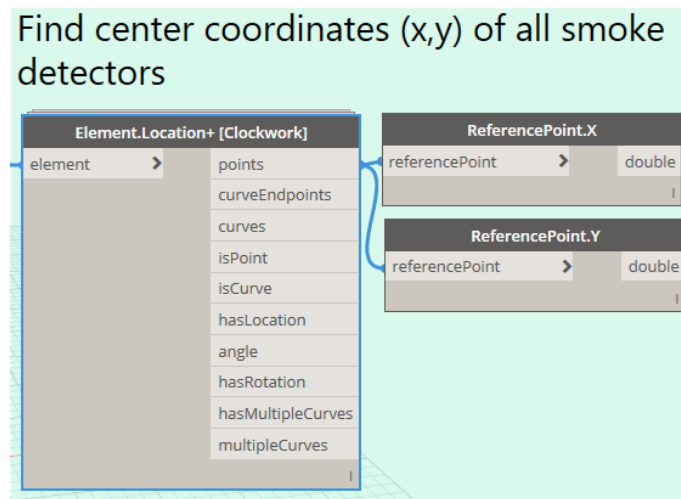 Find center coordinates (x,y) of all smoke
detectors
Element.Location+ [Clockwork]
element >
points
curveEndpoints
curves
isPoint
isCurve
hasLocation
angle
hasRotation
hasMultipleCurves
multipleCurves
I
ReferencePoint.X
referencePoint > double
I
ReferencePoint.Y
referencePoint > double
I